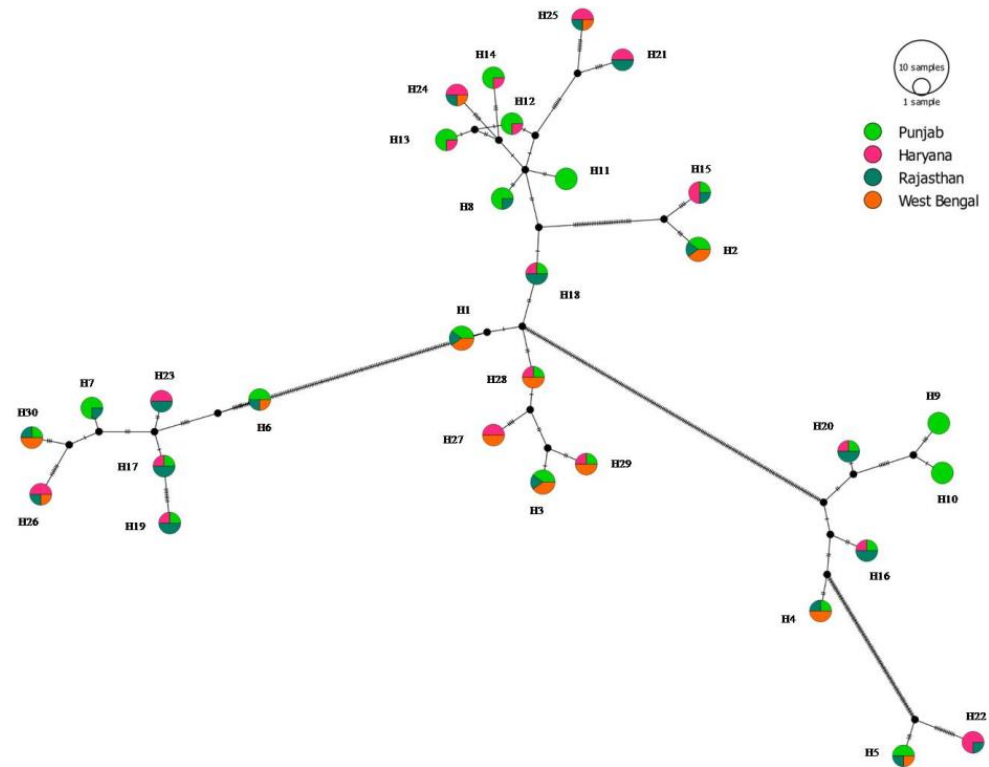 H25
H14
H21
H24
H12
H13
H11
H8
H15
H2
H18
H1
H28
H7
H23
H30
H6
H9
H20
H27
H29
H17
H26
H19
H3
H10
H16
H4
H22
H5
10 samples
1 sample
Punjab
Haryana
Rajasthan
West Bengal